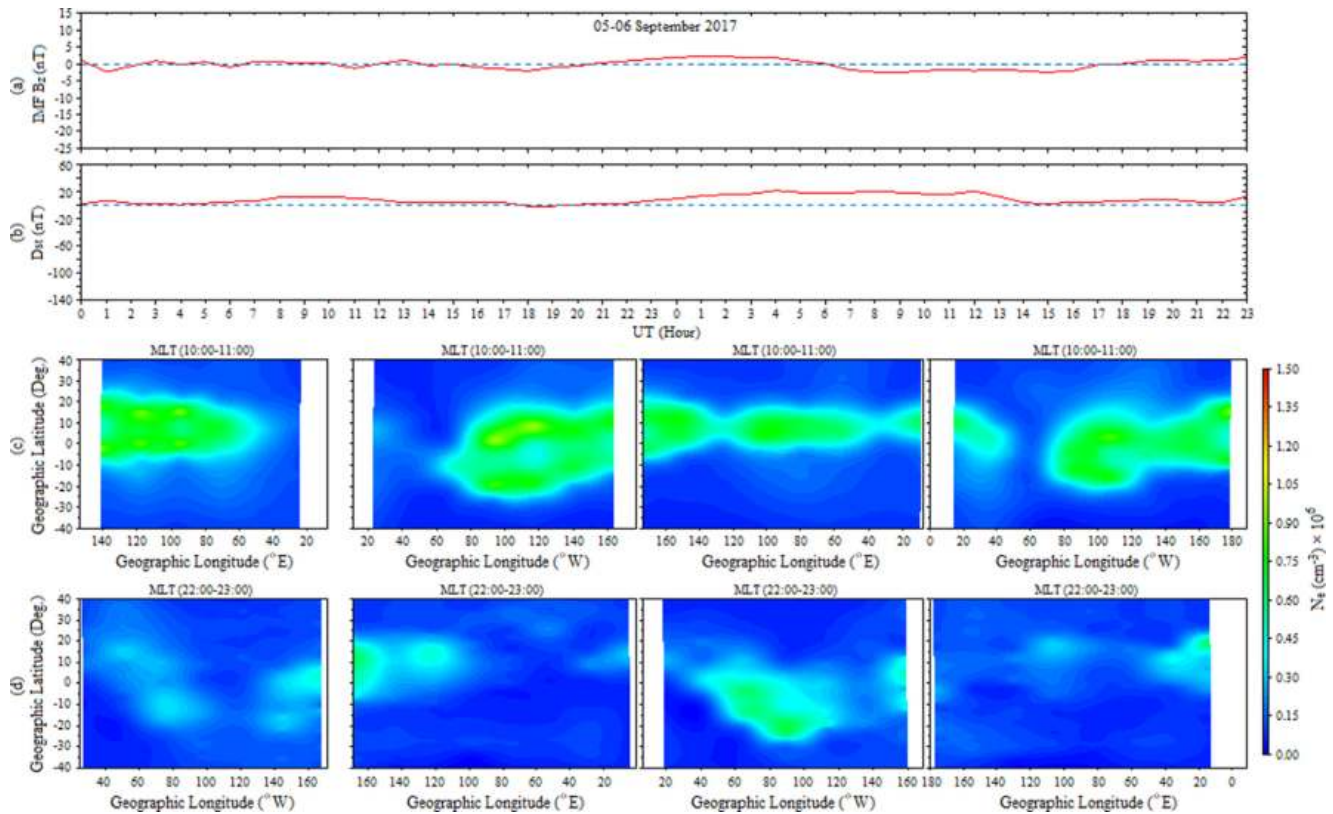 05-06 September 2017
(a)
IMF Bz (nT)
15
10
5
0
-5
-10
-15
-20
-25
(b)
Dst (nT)
60
20
-20
-60
-100
-140
0 1 2 3 4 5 6 7 8 9 10 11 12 13 14 15 16 17 18 19 20 21 22 23 0 1 2 3 4 5 6 7 8 9 10 11 12 13 14 15 16 17 18 19 20 21 22 23
UT (Hour)
MLT (10:00-11:00) MLT (10:00-11:00) MLT (10:00-11:00) MLT (10:00-11:00)
(c)
Geographic Latitude (Deg.)
40
30
20
10
0
-10
-20
-30
-40
140 120 100 80 60 40 20 20 40 60 80 100 120 140 160 160 140 120 100 80 60 40 20 0 20 40 60 80 100 120 140 160 180
Geographic Longitude (°E) Geographic Longitude (°W) Geographic Longitude (°E) Geographic Longitude (°W)
MLT (22:00-23:00) MLT (22:00-23:00) MLT (22:00-23:00) MLT (22:00-23:00)
(d)
Geographic Latitude (Deg.)
40
30
20
10
0
-10
-20
-30
-40
40 60 80 100 120 140 160 160 140 120 100 80 60 40 20 20 40 60 80 100 120 140 160 180 160 140 120 100 80 60 40 20 0
Geographic Longitude (°W) Geographic Longitude (°E) Geographic Longitude (°W) Geographic Longitude (°E)
1.50
1.35
1.20
1.05
0.90
0.75
0.60
0.45
0.30
0.15
0.00